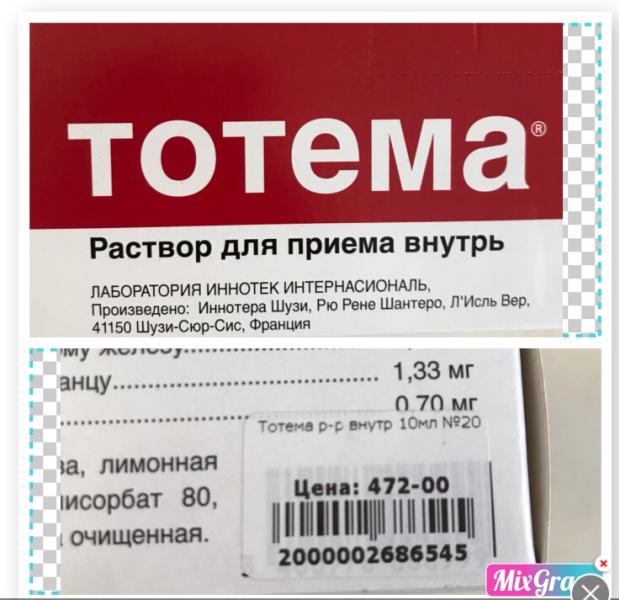 тотема®
Раствор для приема внутрь
ЛАБОРАТОРИЯ ИННОТЕК ИНТЕРНАСИОНАЛЬ,
Произведено: Иннотера Шузи, Рю Рене Шантеро, Л'Исль Вер,
41150 Шузи-Сюр-Сис, Франция
ому железу
анцу 1,33 мг
0,70 мг
Тотема р-р внутр 10мл №20
ва, лимонная
исорбат 80,
очищенная.
Цена: 472-00
2000002686545
MixGra